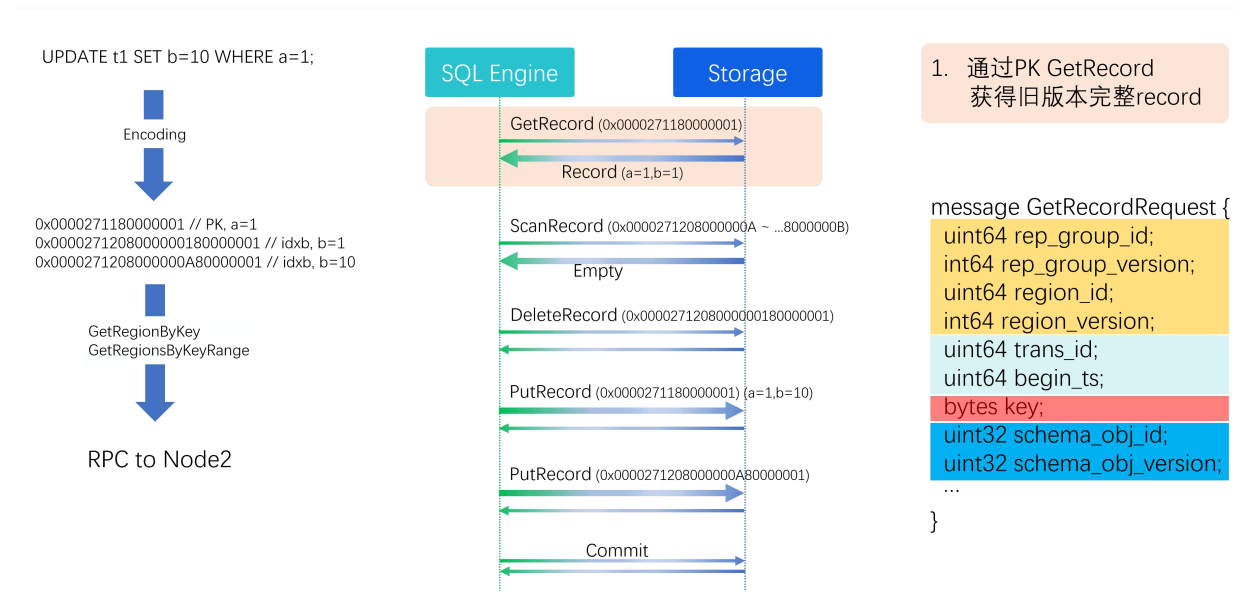 UPDATE t1 SET b=10 WHERE a=1;
Encoding
0x0000271180000001 // PK, a=1
0x0000271208000000180000001 // idxb, b=1
0x0000271208000000A80000001 // idxb, b=10
GetRegionByKey
GetRegionsByKeyRange
RPC to Node2
SQL Engine
Storage
GetRecord (0x0000271180000001)
Record (a=1,b=1)
ScanRecord (0x0000271208000000A ~ ...8000000B)
Empty
DeleteRecord (0x0000271208000000180000001)
PutRecord (0x0000271180000001) (a=1,b=10)
PutRecord (0x0000271208000000A80000001)
Commit
1. 通过PK GetRecord
获得旧版本完整record
message GetRecordRequest {
uint64 rep_group_id;
int64 rep_group_version;
uint64 region_id;
int64 region_version;
uint64 trans_id;
uint64 begin_ts;
bytes key;
uint32 schema_obj_id;
uint32 schema_obj_version;
...
}